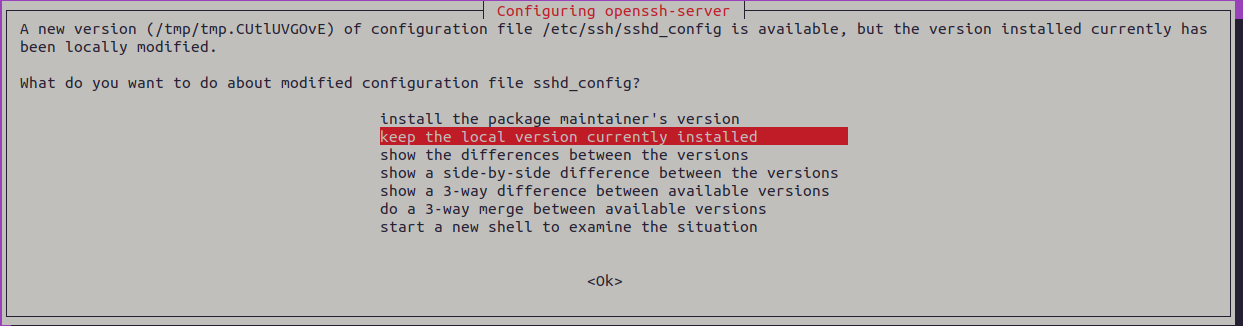 Configuring openssh-server
A new version (/tmp/tmp.CUtlUVGOvE) of configuration file /etc/ssh/sshd_config is available, but the version installed currently has
been locally modified.
What do you want to do about modified configuration file sshd_config?
install the package maintainer's version
keep the local version currently installed
show the differences between the versions
show a side-by-side difference between the versions
show a 3-way difference between available versions
do a 3-way merge between available versions
start a new shell to examine the situation
<Ok>